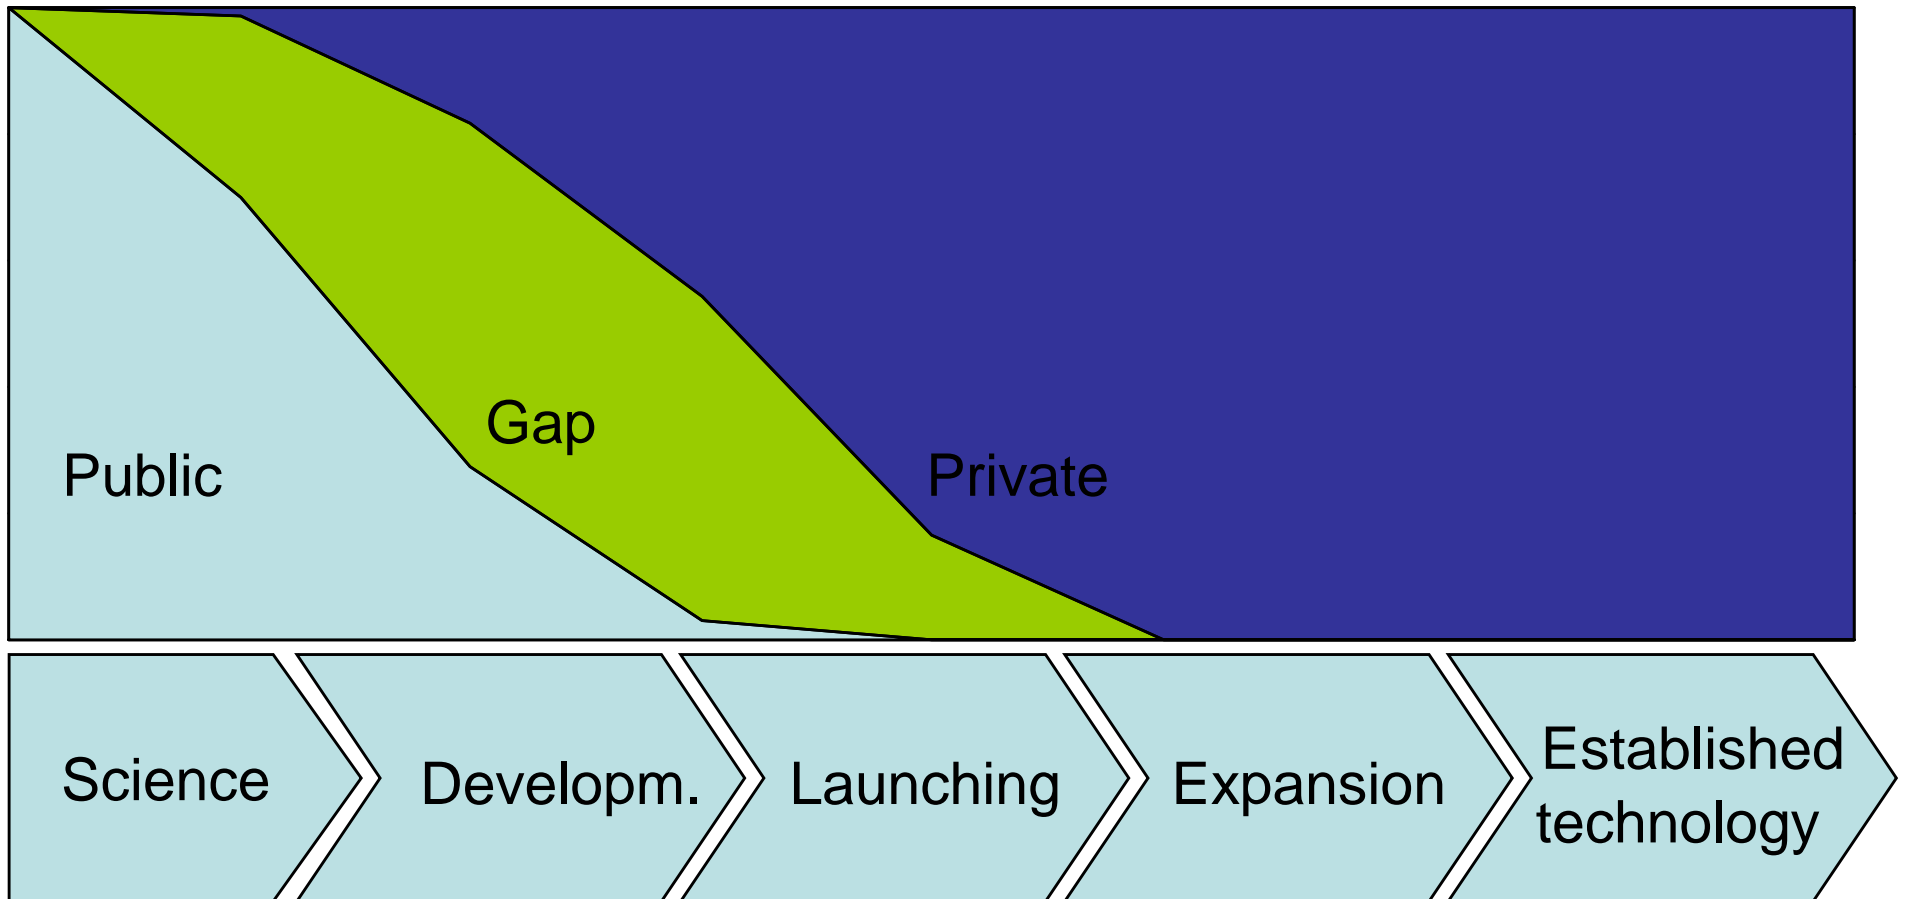 Gap
Public
Private
Science
Developm.
Launching
Expansion
Established
technology